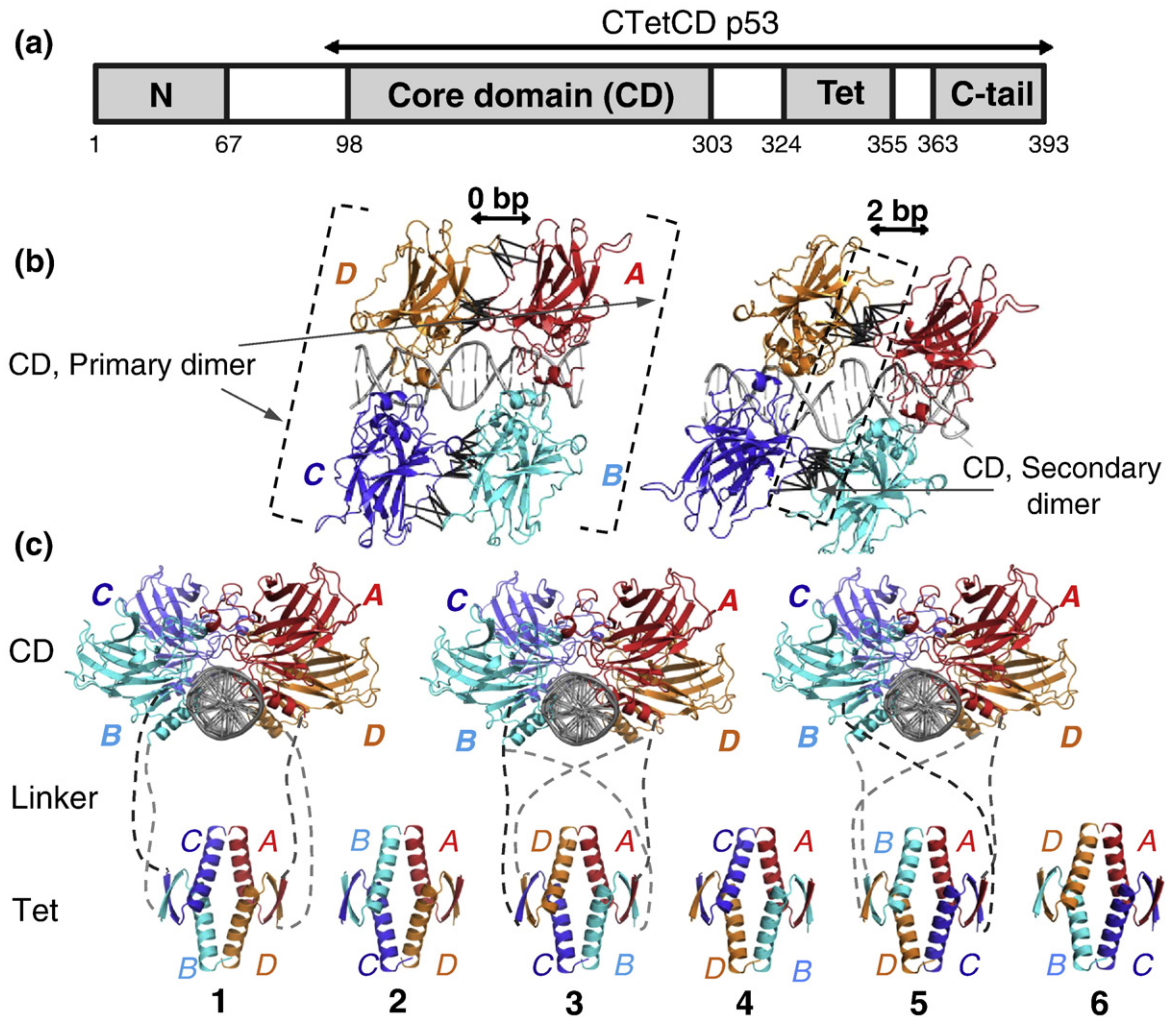 (a)
CTetCD p53
N Core domain (CD) Tet C-tail
1 67 98 303 324 355 363 393
(b)
0 bp 2 bp
D A
CD, Primary dimer
C B
CD, Secondary
dimer
(c)
C A C A C A
CD
B D B D B D
Linker
C A B A D A C A B A D A
Tet
B D C D C B D B D C B C
1 2 3 4 5 6